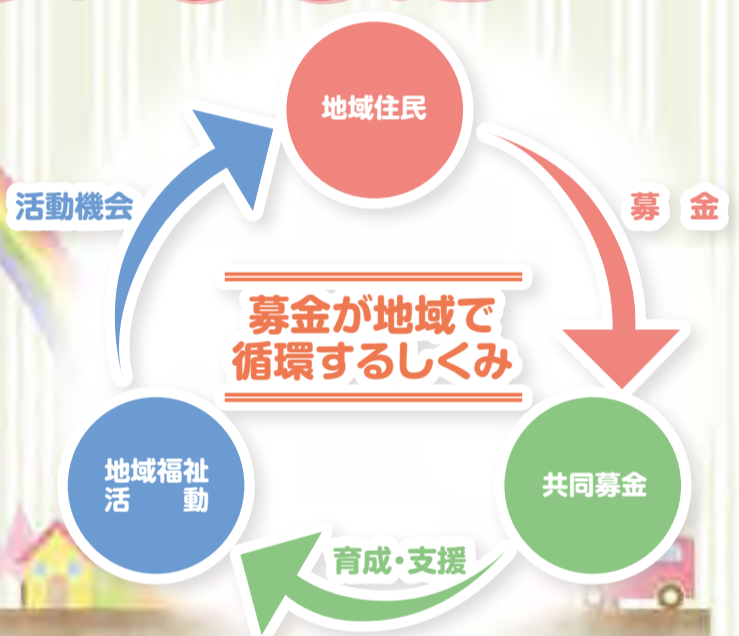 地域住民
活動機会
募 金
募金が地域で
循環するしくみ
地域福祉
活 動
共同募金
育成・支援